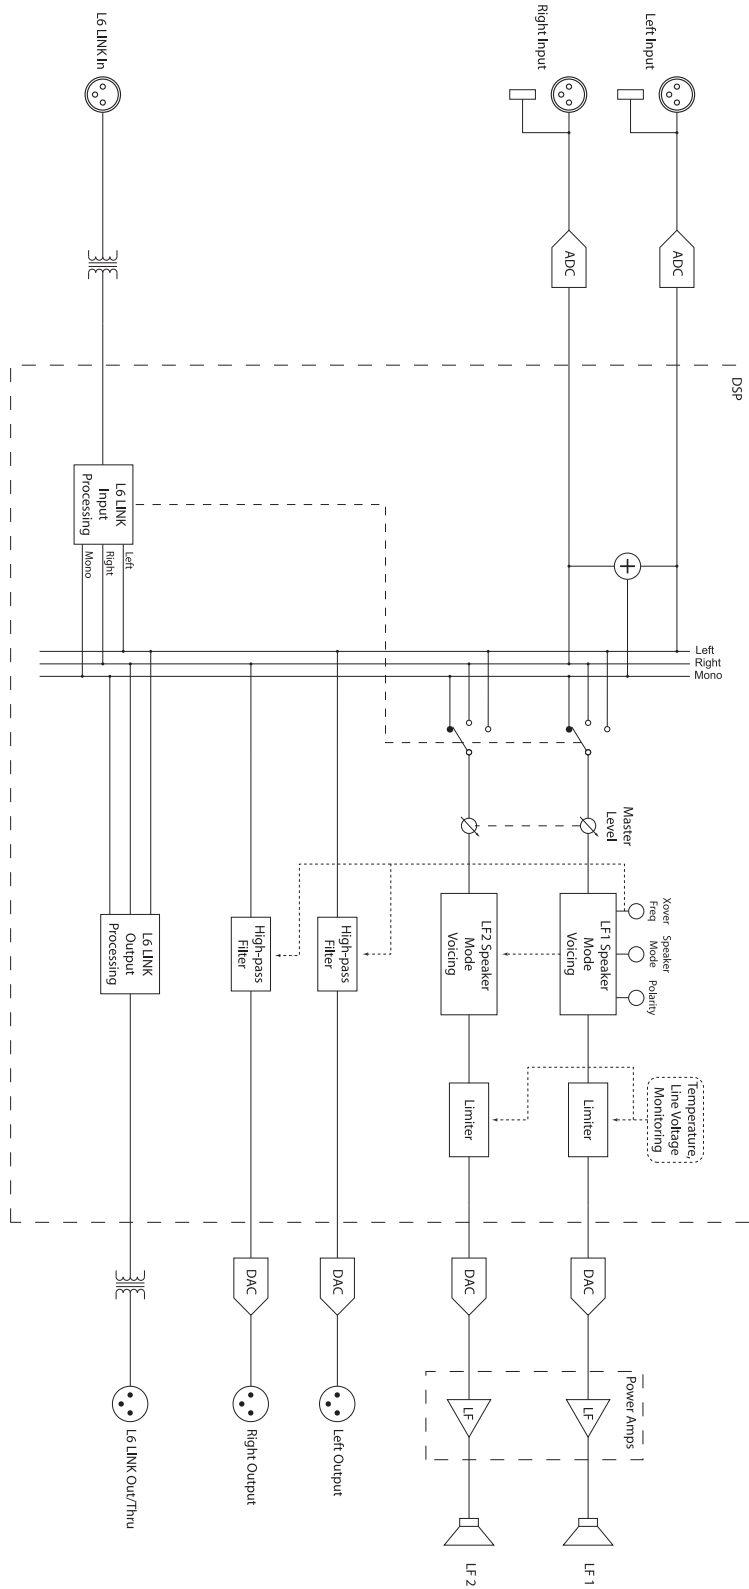 Left Input
Right Input
L6 LINK In
ADC
ADC
DSP
L6 LINK
Input
Processing
Left
Right
Mono
Left
Right
Mono
Master
Level
Xover
Freq
Speaker
Mode
Polarity
LF1 Speaker
Mode
Voicing
LF2 Speaker
Mode
Voicing
High-pass
Filter
High-pass
Filter
L6 LINK
Output
Processing
Temperature,
Line Voltage
Monitoring
Limiter
Limiter
DAC
DAC
DAC
DAC
Power Amps
LF
LF
Left Output
Right Output
L6 LINK Out/Thru
LF 1
LF 2